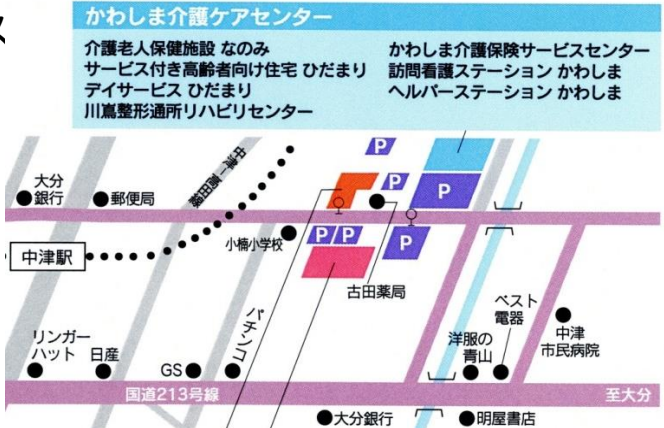 かわしま介護ケアセンター
介護老人保健施設 なのみ
サービス付き高齢者向け住宅 ひだまり
デイサービス ひだまり
川嶌整形通所リハビリセンター
かわしま介護保険サービスセンター
訪問看護ステーション かわしま
ヘルパーステーション かわしま
P
中津ー高田線
P
P
大分
銀行
郵便局
小楠小学校
P
P
P
中津駅
古田薬局
パチンコ
ベスト
電器
リンガー
ハット
日産
GS
洋服の
青山
中津
市民病院
国道213号線
至大分
大分銀行
明屋書店